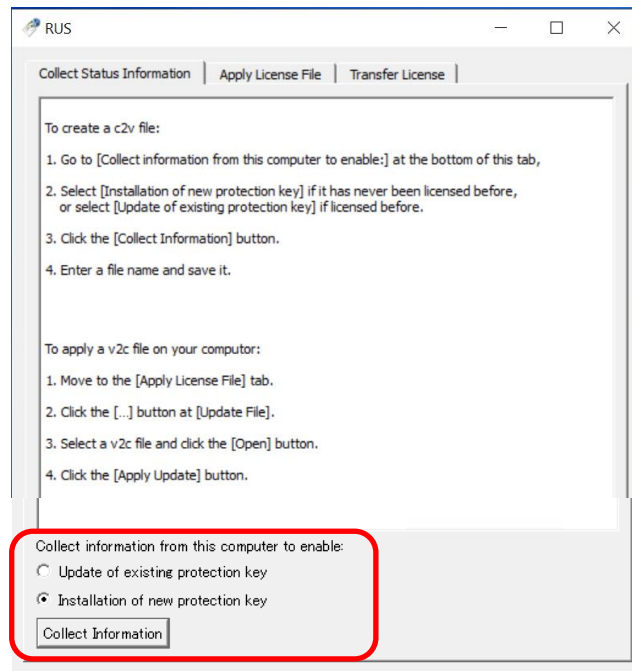 RUS
Collect Status Information
Apply License File
Transfer License
To create a c2v file:
1. Go to [Collect information from this computer to enable:] at the bottom of this tab,
2. Select [Installation of new protection key] if it has never been licensed before,
or select [Update of existing protection key] if licensed before.
3. Click the [Collect Information] button.
4. Enter a file name and save it.
To apply a v2c file on your computor:
1. Move to the [Apply License File] tab.
2. Click the [...] button at [Update File].
3. Select a v2c file and click the [Open] button.
4. Click the [Apply Update] button.
Collect information from this computer to enable:
Update of existing protection key
Installation of new protection key
Collect Information